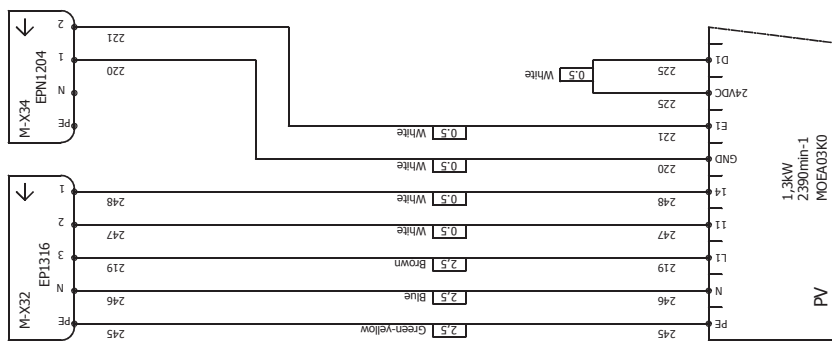 M-X34
EPN1204
2
1
N
PE
221
220
White 0.5
225
225
D1
24VDC
White 0.5
221
E1
White 0.5
220
GND
M-X32
EP1316
1
2
3
N
PE
248
White 0.5
248
14
247
White 0.5
247
11
219
Brown 2,5
219
L1
246
Blue 2,5
246
N
245
Green-yellow 2,5
245
PE
1,3kW
2390min-1
MOEA03K0
PV